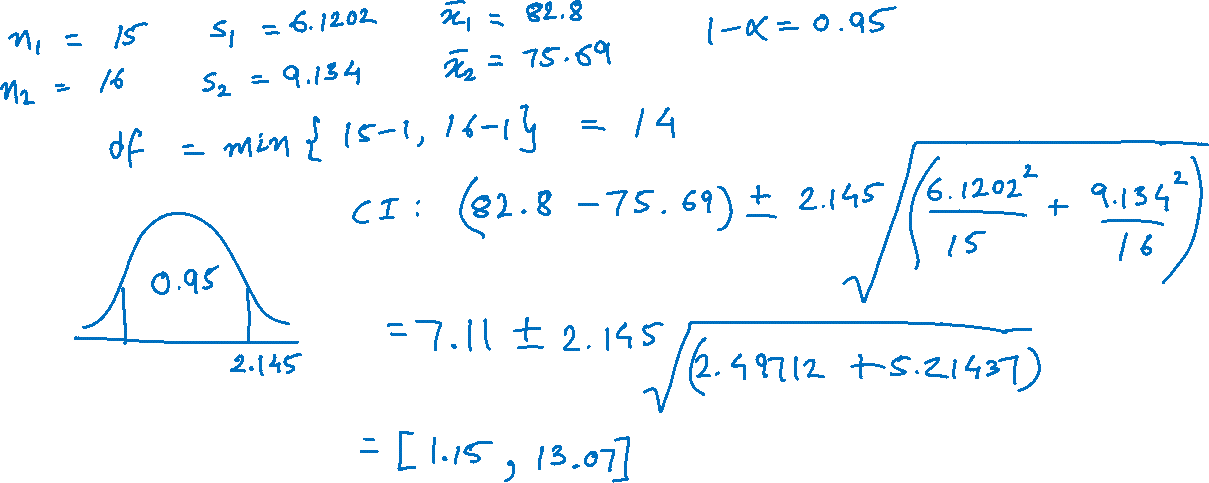 n₁ = 15 s₁ = 6.1202 x̄₁ = 82.8 1-α = 0.95
n₂ = 16 s₂ = 9.134 x̄₂ = 75.69
df = min { 15-1, 16-1} = 14
CI : (82.8 - 75.69) ± 2.145 √(6.1202²/15 + 9.134²/16)
0.95
= 7.11 ± 2.145 √(2.49712 + 5.21437)
2.145
= [1.15, 13.07]